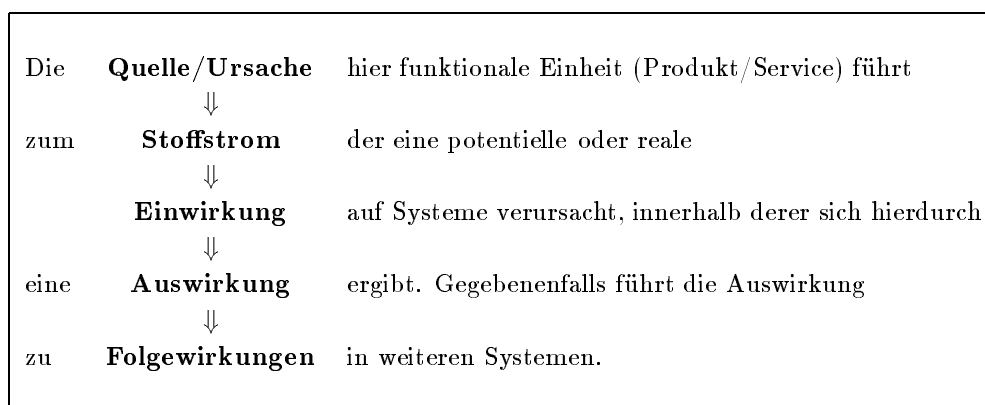 Die Quelle/Ursache hier funktionale Einheit (Produkt/Service) führt
⇓
zum Stoffstrom der eine potentielle oder reale
⇓
Einwirkung auf Systeme verursacht, innerhalb derer sich hierdurch
⇓
eine Auswirkung ergibt. Gegebenenfalls führt die Auswirkung
⇓
zu Folgewirkungen in weiteren Systemen.